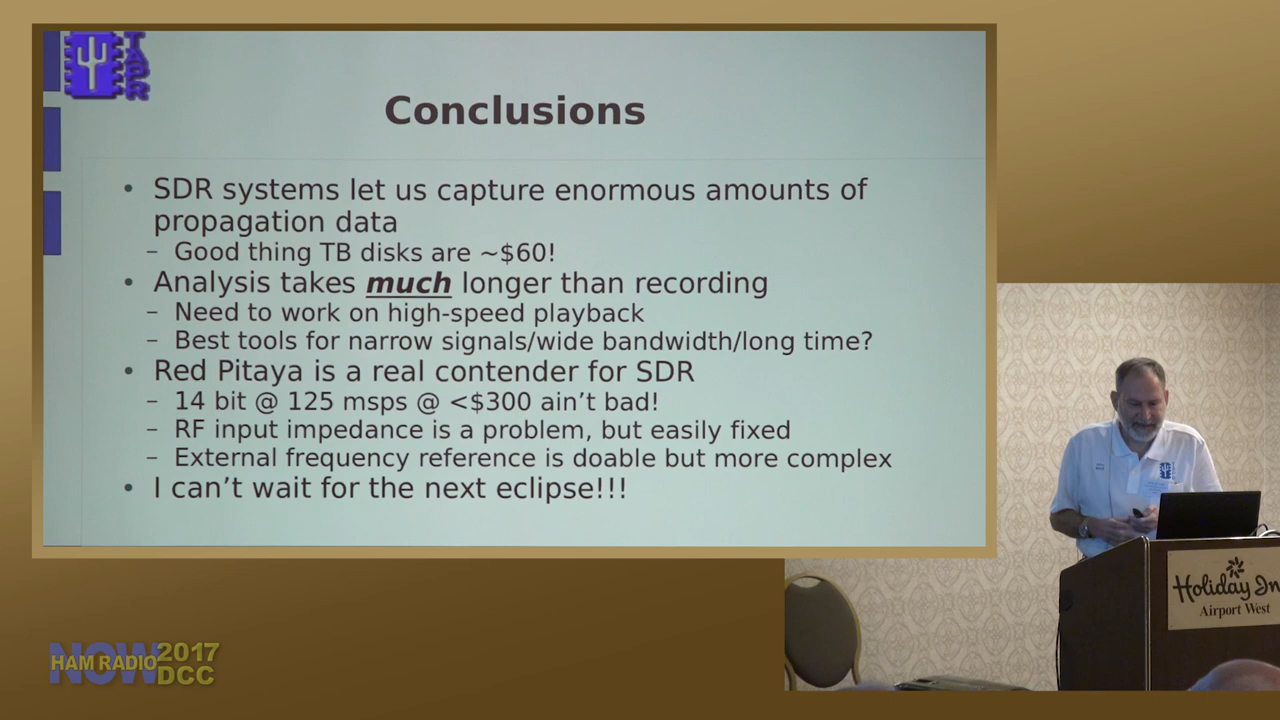 TAPR
Conclusions
• SDR systems let us capture enormous amounts of
propagation data
– Good thing TB disks are ~$60!
• Analysis takes much longer than recording
– Need to work on high-speed playback
– Best tools for narrow signals/wide bandwidth/long time?
• Red Pitaya is a real contender for SDR
– 14 bit @ 125 msps @ <$300 ain’t bad!
– RF input impedance is a problem, but easily fixed
– External frequency reference is doable but more complex
• I can’t wait for the next eclipse!!!
Holiday In
Airport West
HAM RADIO
NOW
2017
DCC